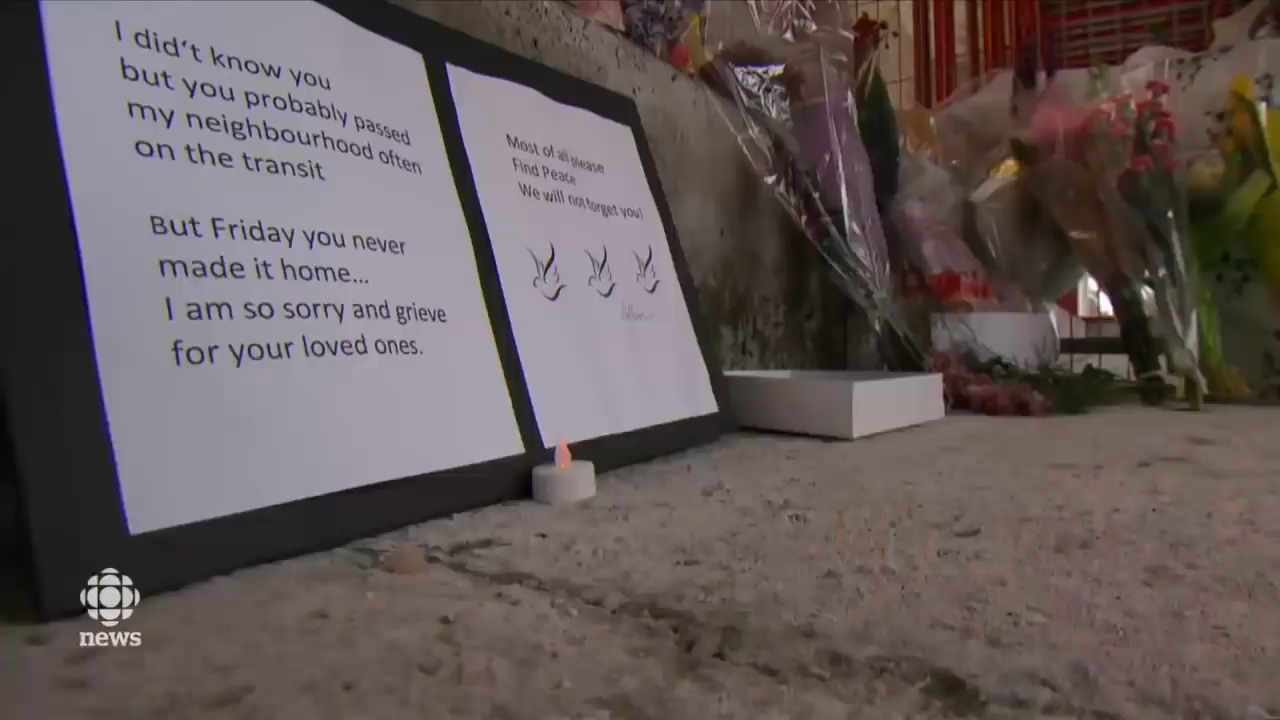 I did't know you
but you probably passed
my neighbourhood often
on the transit
But Friday you never
made it home...
I am so sorry and grieve
for your loved ones.
Most of all please
Find Peace
We will not forget you!
news